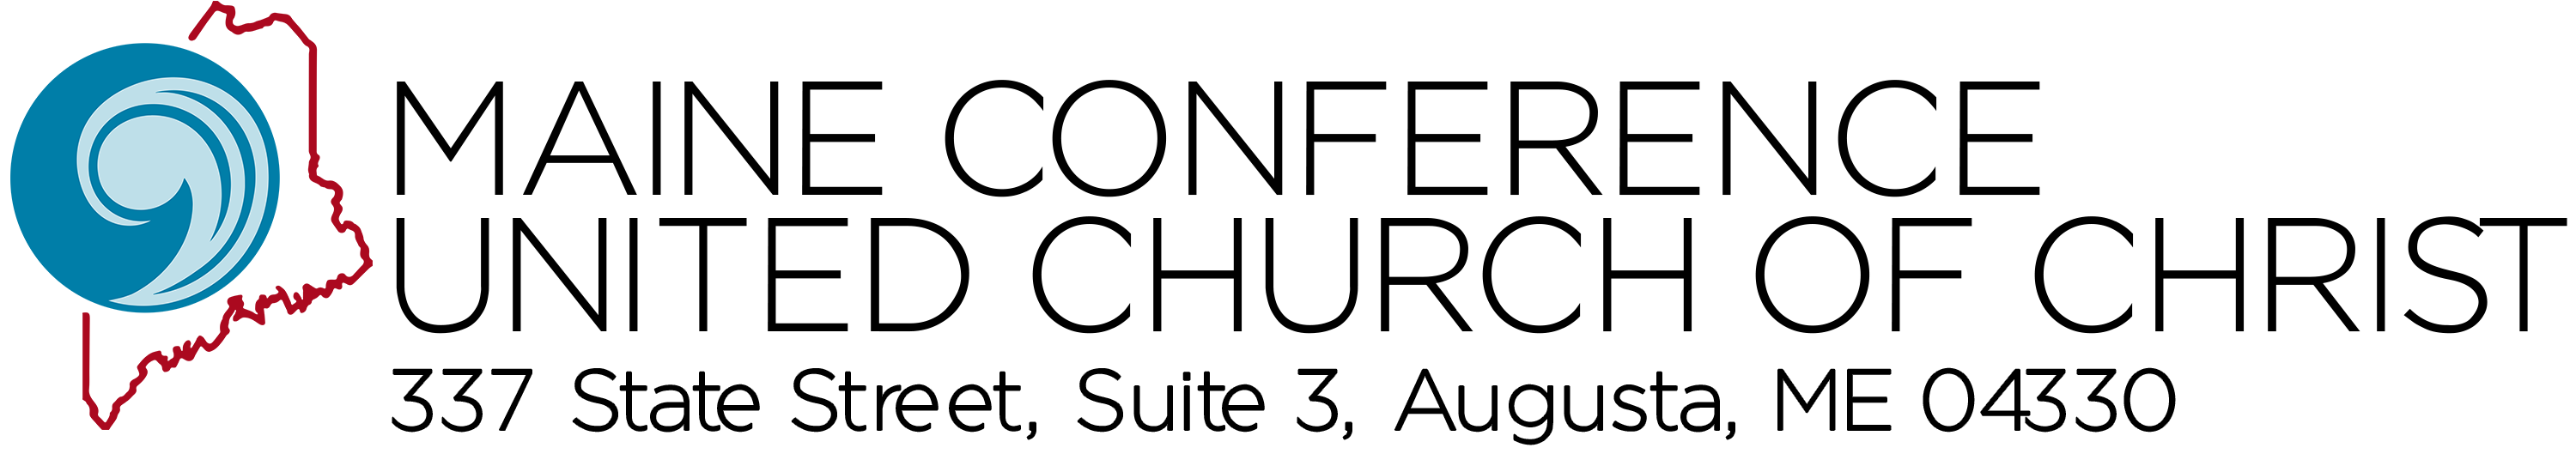 MAINE CONFERENCE
UNITED CHURCH OF CHRIST
337 State Street, Suite 3, Augusta, ME 04330